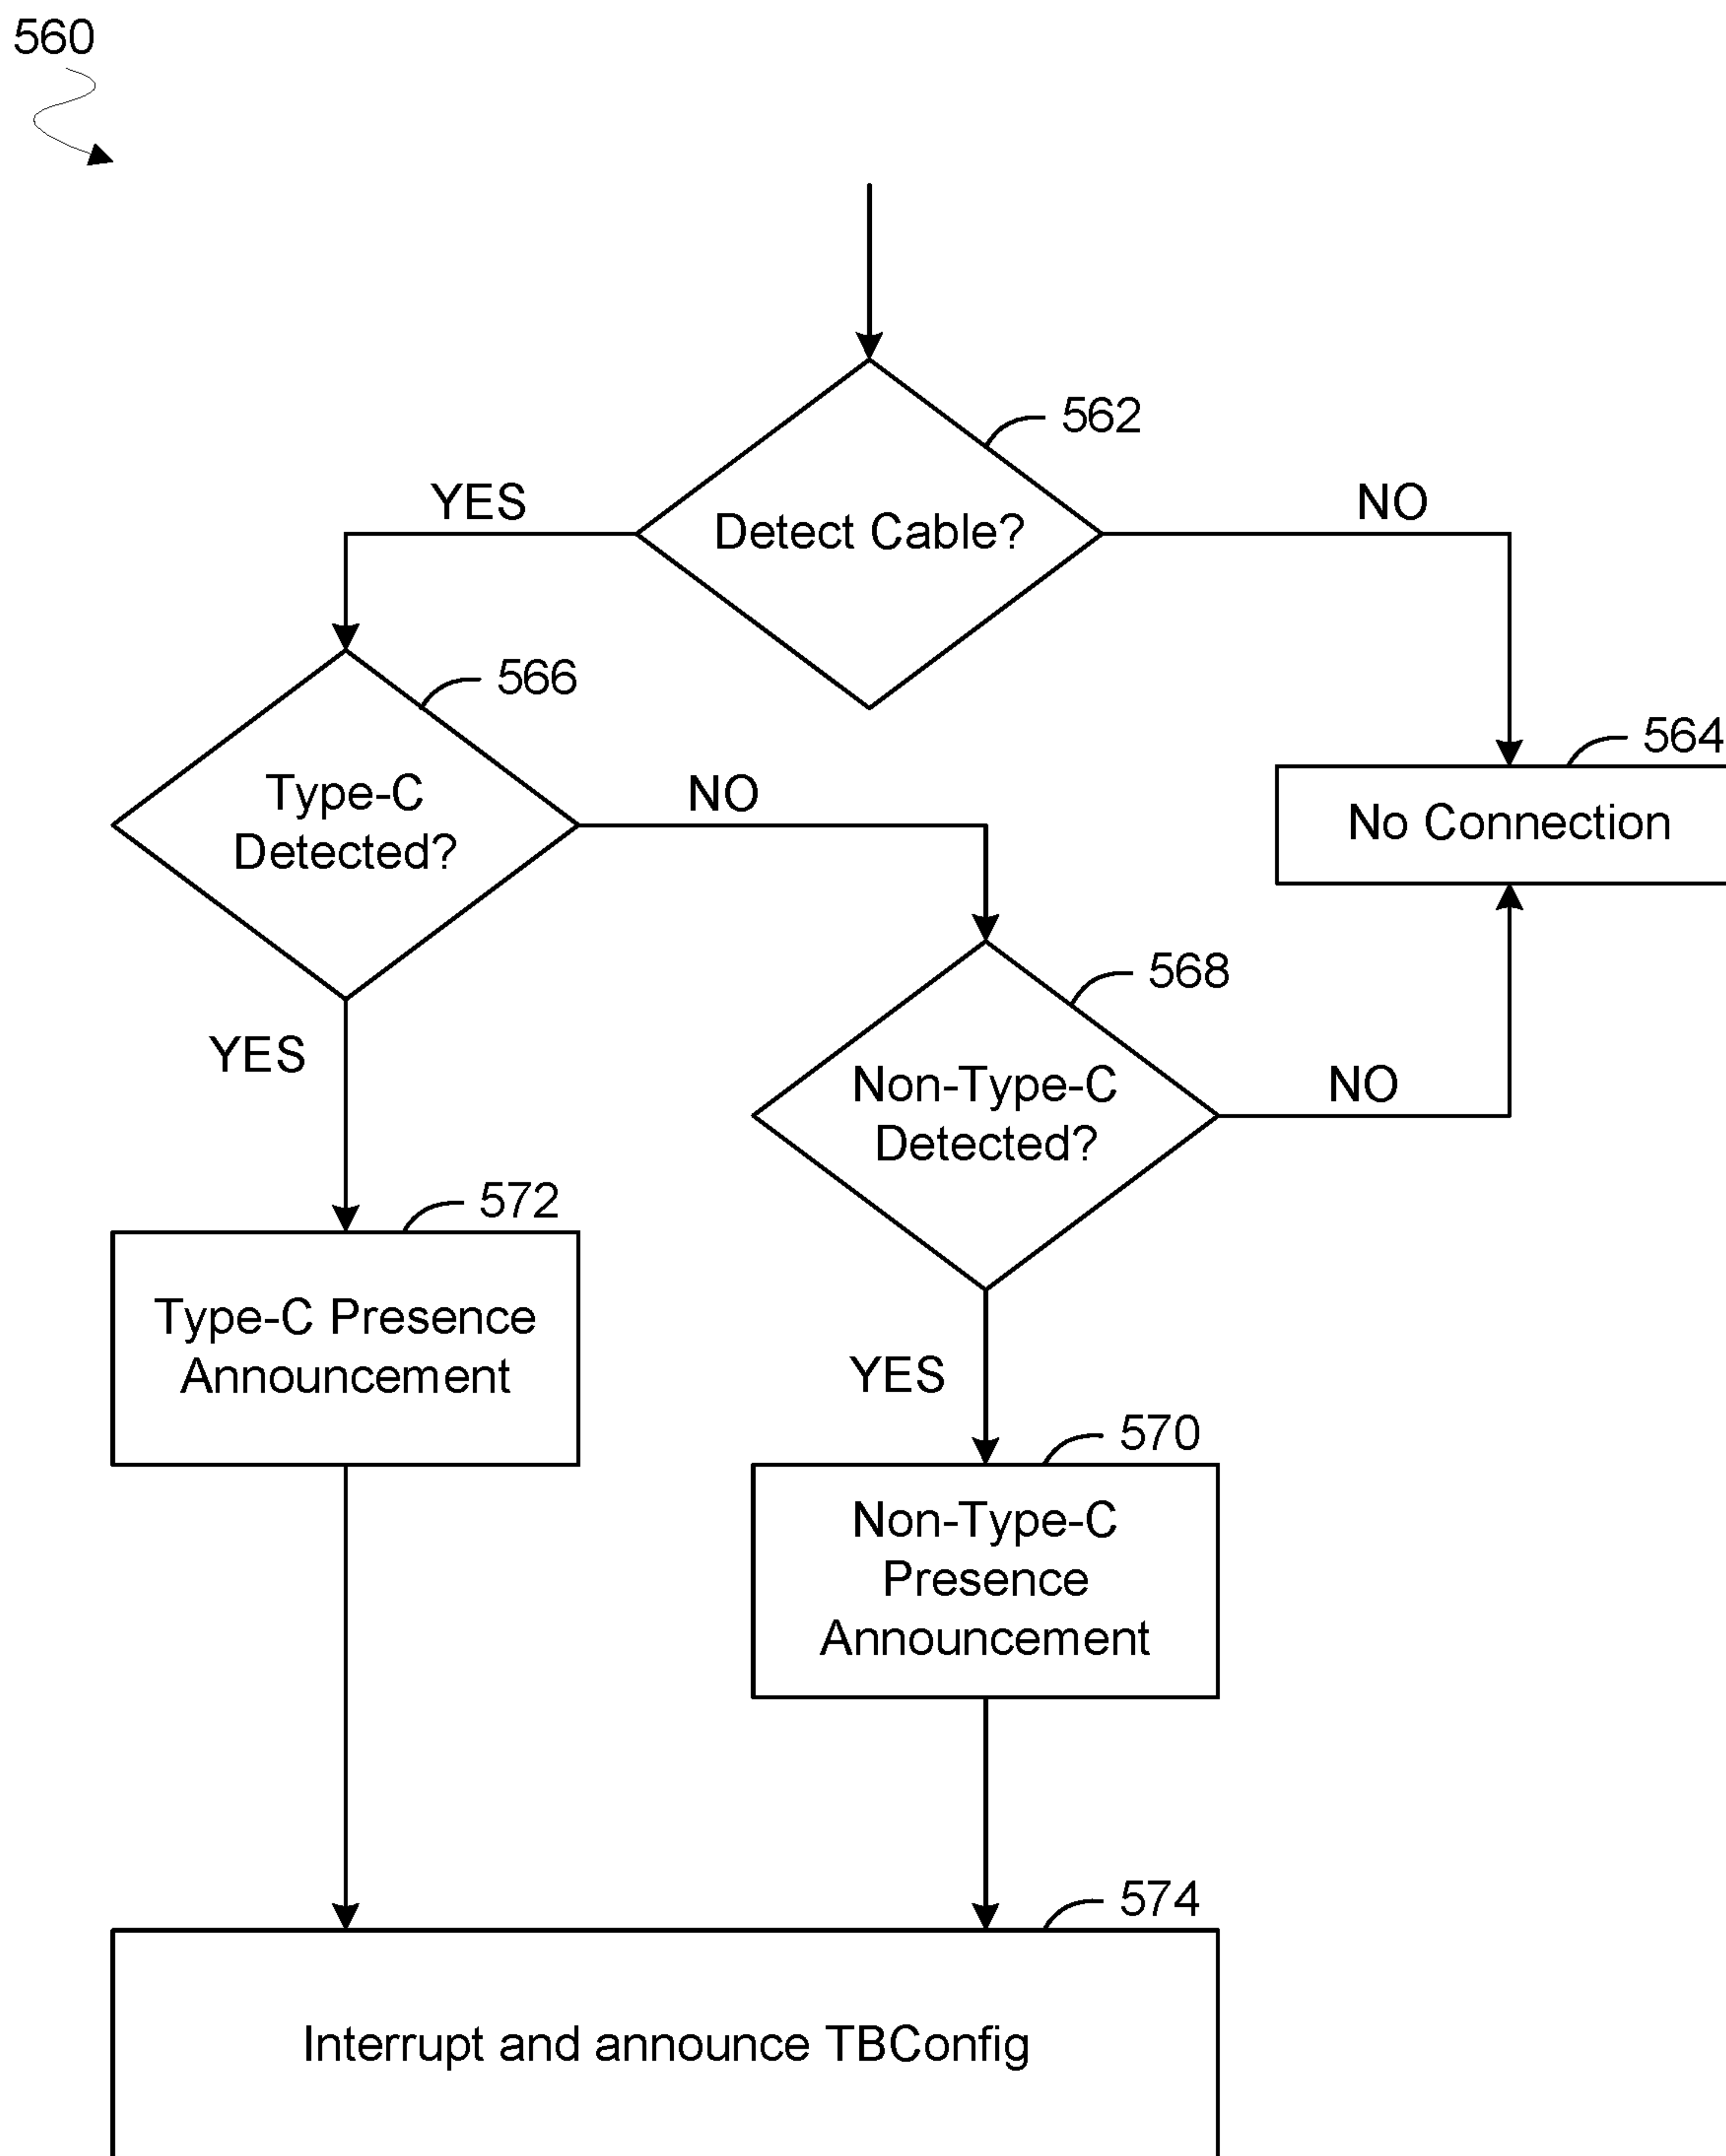 560
562
YES
NO
Detect Cable?
566
564
Type-C
Detected?
NO
No Connection
568
YES
Non-Type-C
Detected?
NO
572
Type-C Presence
Announcement
YES
570
Non-Type-C
Presence
Announcement
574
Interrupt and announce TBConfig